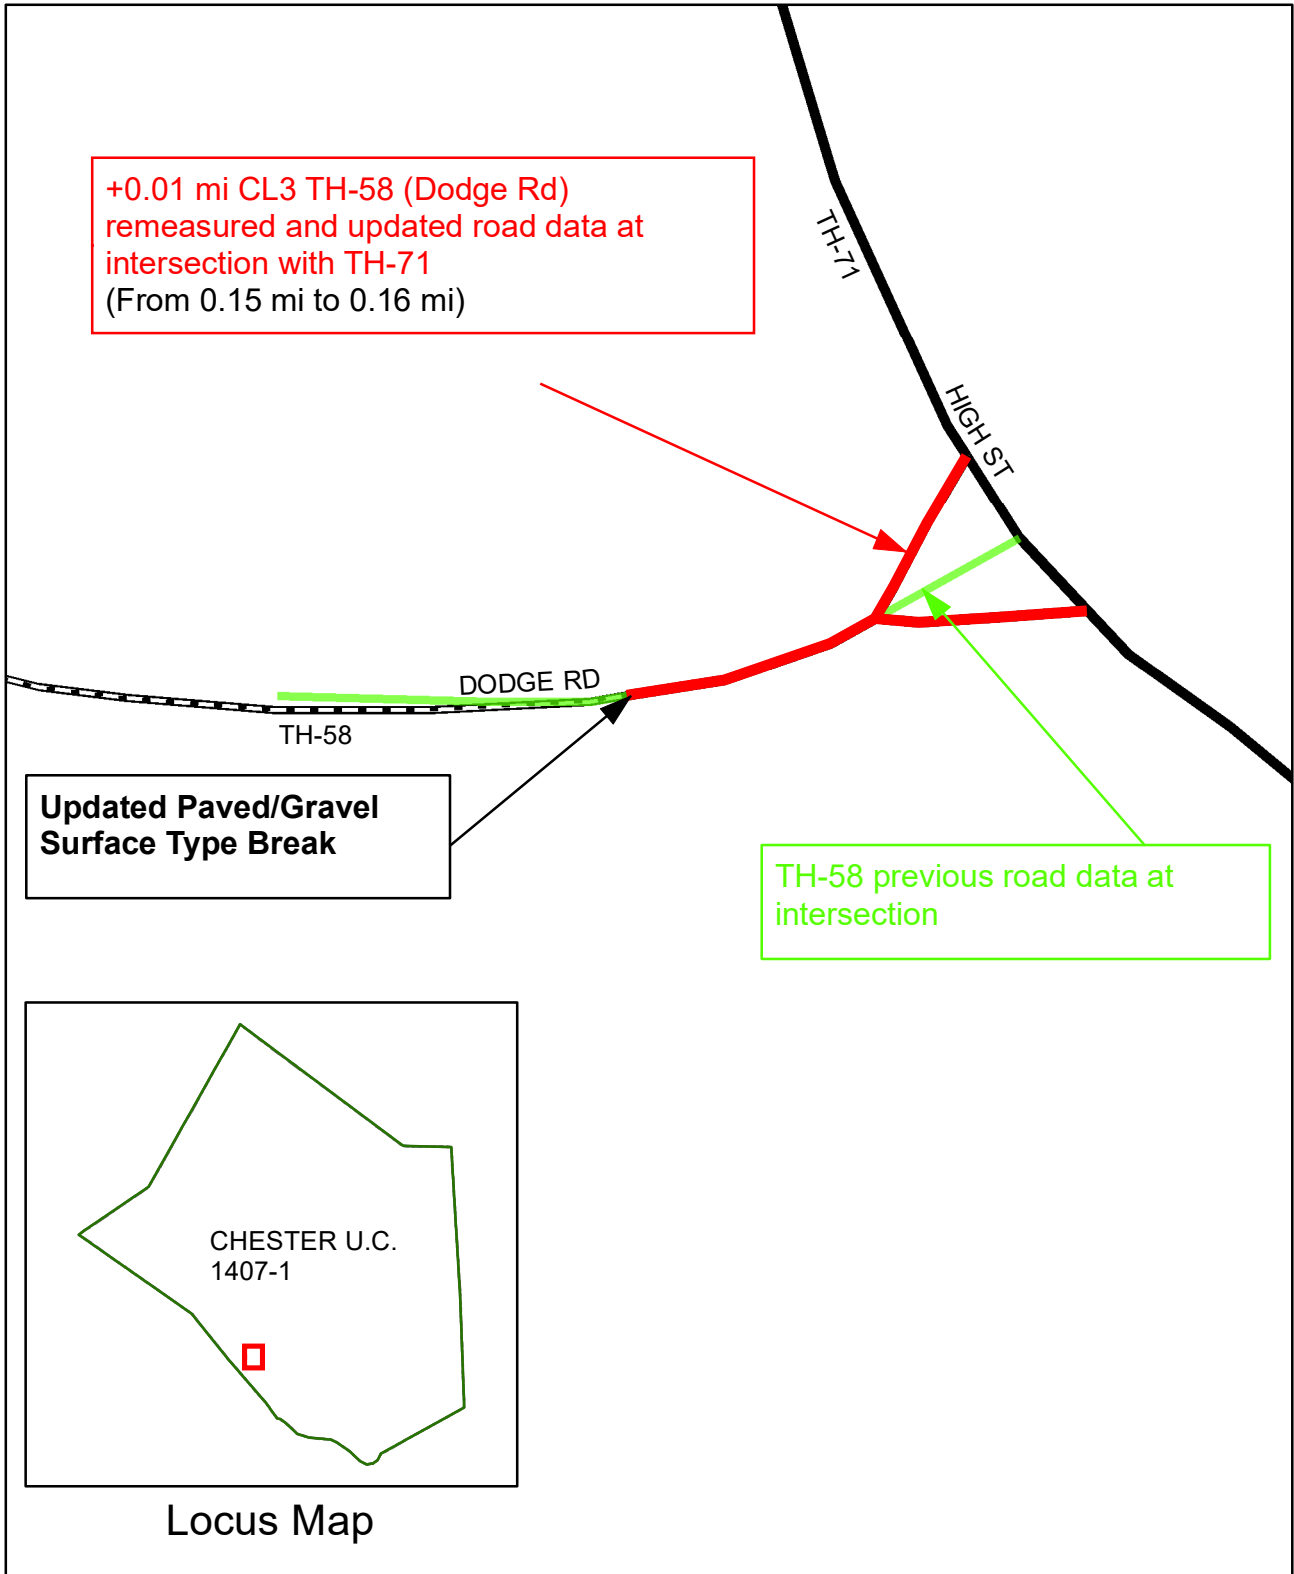 +0.01 mi CL3 TH-58 (Dodge Rd)
remeasured and updated road data at
intersection with TH-71
(From 0.15 mi to 0.16 mi)
TH-71
HIGH ST
DODGE RD
TH-58
Updated Paved/Gravel
Surface Type Break
TH-58 previous road data at
intersection
CHESTER U.C.
1407-1
Locus Map